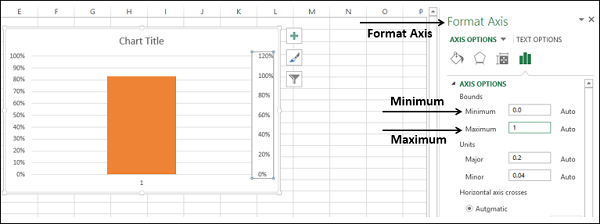 E F G H I J K L M N O P
Chart Title
100%
90%
80%
70%
60%
50%
40%
30%
20%
10%
0%
1
120%
100%
80%
60%
40%
20%
0%
Format Axis
Minimum
Maximum
Format Axis
AXIS OPTIONS TEXT OPTIONS
AXIS OPTIONS
Bounds
Minimum 0.0 Auto
Maximum 1 Auto
Units
Major 0.2 Auto
Minor 0.04 Auto
Horizontal axis crosses
Automatic